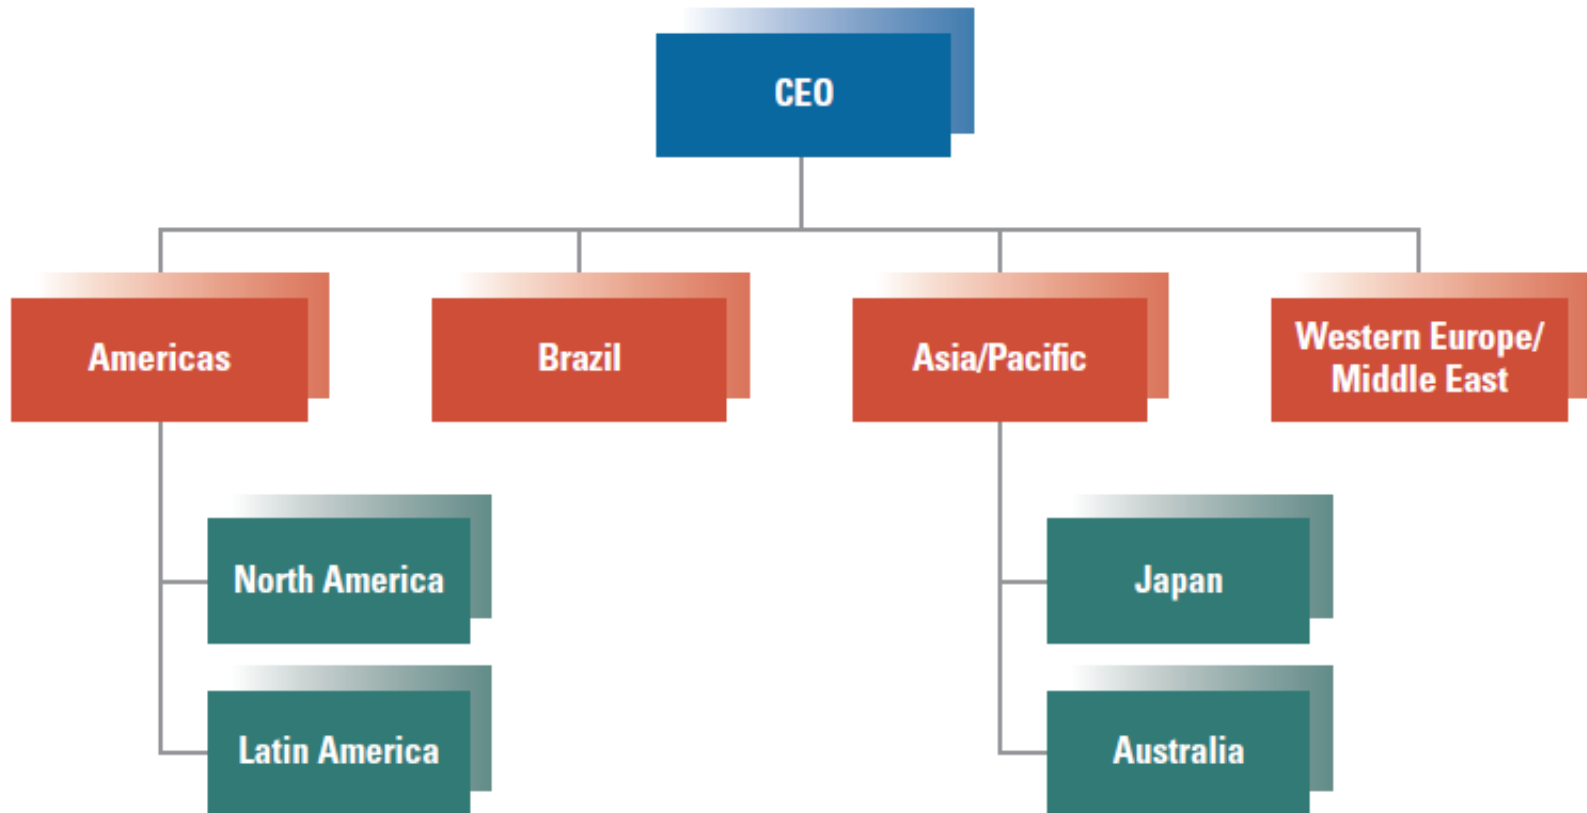 CEO
Americas
Brazil
Asia/Pacific
Western Europe/
Middle East
North America
Japan
Latin America
Australia